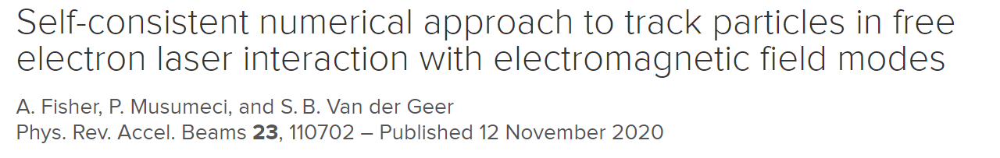 Self-consistent numerical approach to track particles in free
electron laser interaction with electromagnetic field modes
A. Fisher, P. Musumeci, and S. B. Van der Geer
Phys. Rev. Accel. Beams 23, 110702 – Published 12 November 2020